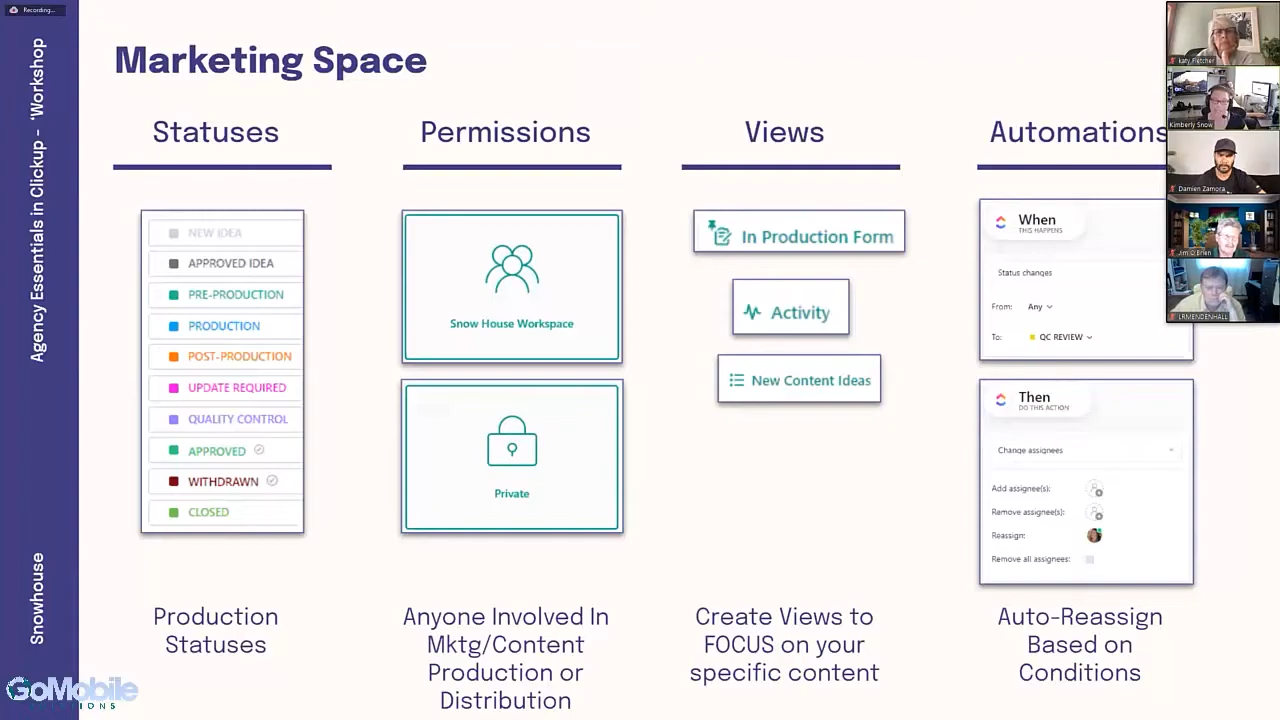 Recording...
Agency Essentials in Clickup - 'Workshop
Snowhouse
GoMobile
SOLUTIONS
Marketing Space
Statuses
NEW IDEA
APPROVED IDEA
PRE-PRODUCTION
PRODUCTION
POST-PRODUCTION
UPDATE REQUIRED
QUALITY CONTROL
APPROVED
WITHDRAWN
CLOSED
Production
Statuses
Permissions
Snow House Workspace
Private
Anyone Involved In
Mktg/Content
Production or
Distribution
Views
In Production Form
Activity
New Content Ideas
Create Views to
FOCUS on your
specific content
Automations
When
THIS HAPPENS
Status changes
From: Any
To: QC REVIEW
Then
DO THIS ACTION
Change assignees
Add assignee(s):
Remove assignee(s):
Reassign:
Remove all assignees:
Auto-Reassign
Based on
Conditions
katy Fletcher
Kimberly Snow
Damien Zamora
Jim O Brien
LRMENDENHALL